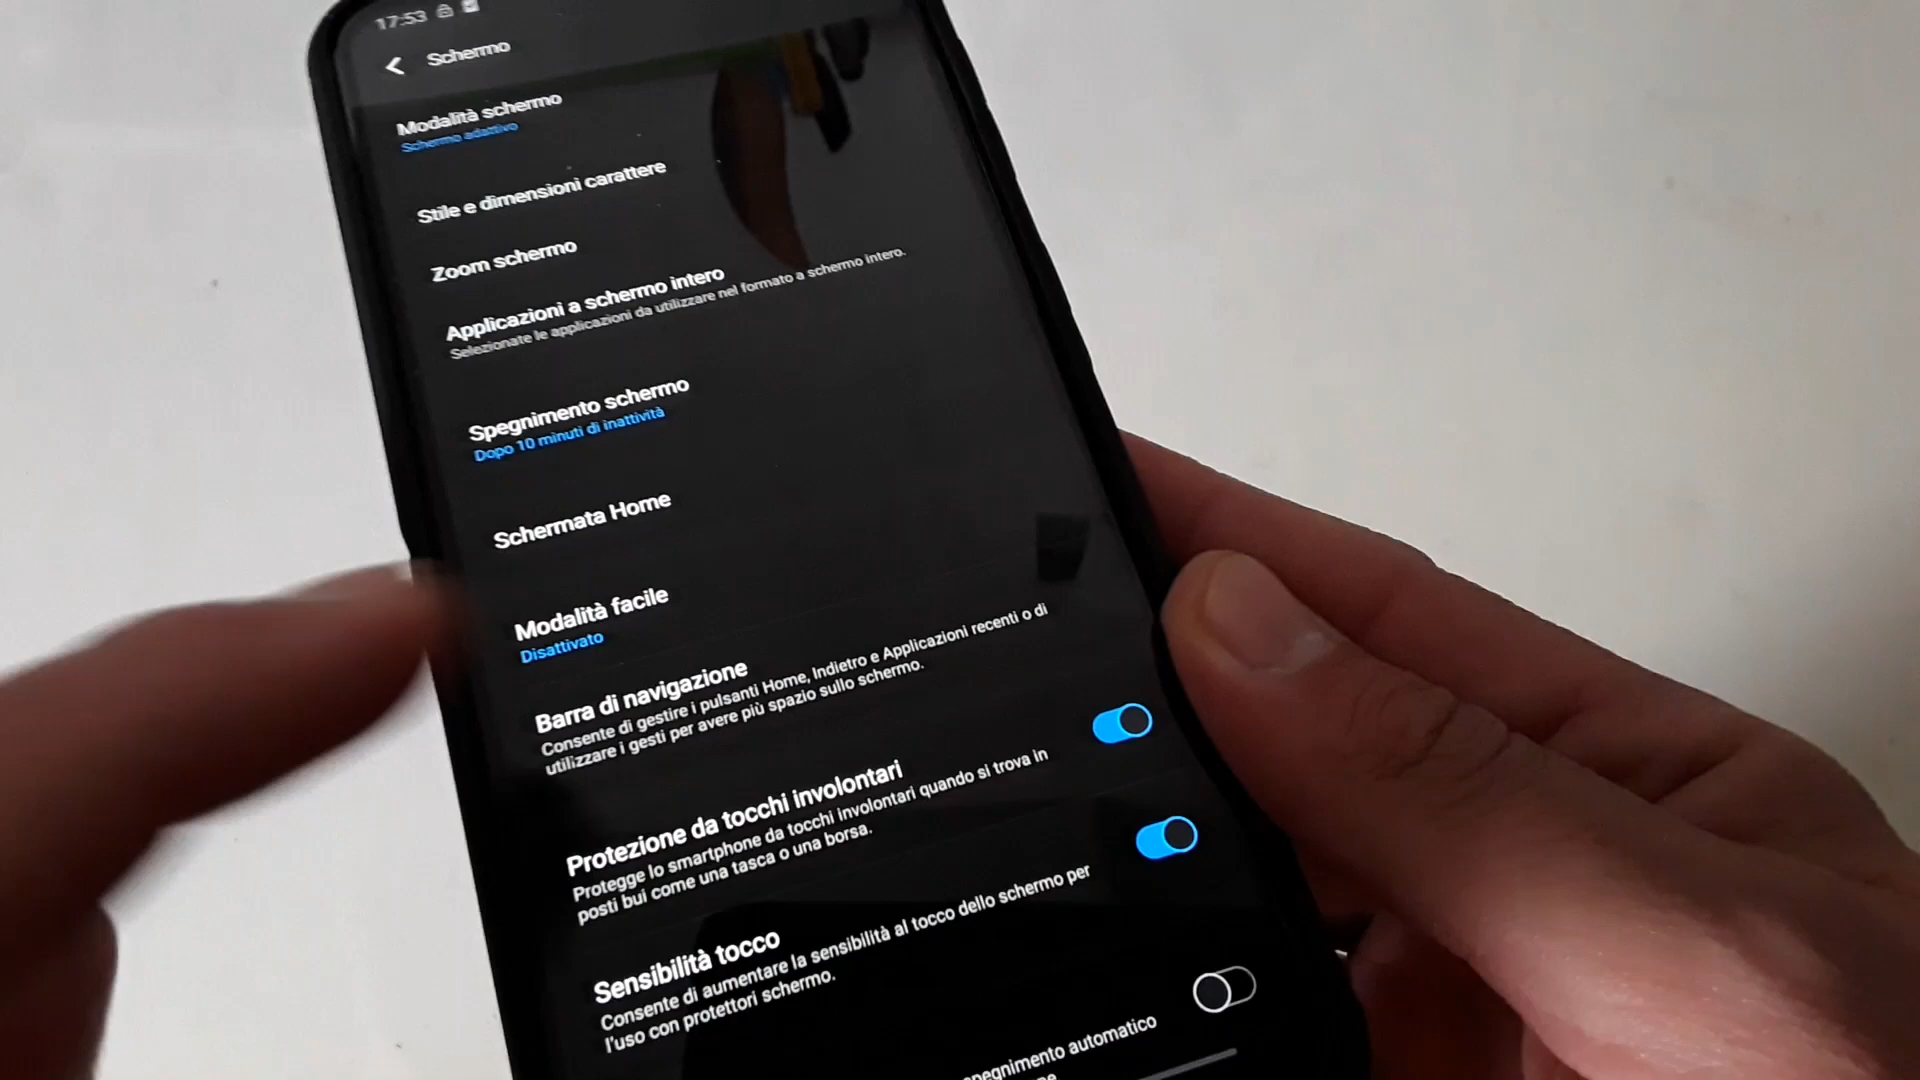 17:53
Schermo
Modalità schermo
Schermo adattivo
Stile e dimensioni carattere
Zoom schermo
Applicazioni a schermo intero
Selezionate le applicazioni da utilizzare nel formato a schermo intero.
Spegnimento schermo
Dopo 10 minuti di inattività
Schermata Home
Modalità facile
Disattivato
Barra di navigazione
Consente di gestire i pulsanti Home, Indietro e Applicazioni recenti o di
utilizzare i gesti per avere più spazio sullo schermo.
Protezione da tocchi involontari
Protegge lo smartphone da tocchi involontari quando si trova in
posti bui come una tasca o una borsa.
Sensibilità tocco
Consente di aumentare la sensibilità al tocco dello schermo per
l'uso con protettori schermo.
pegnimento automatico